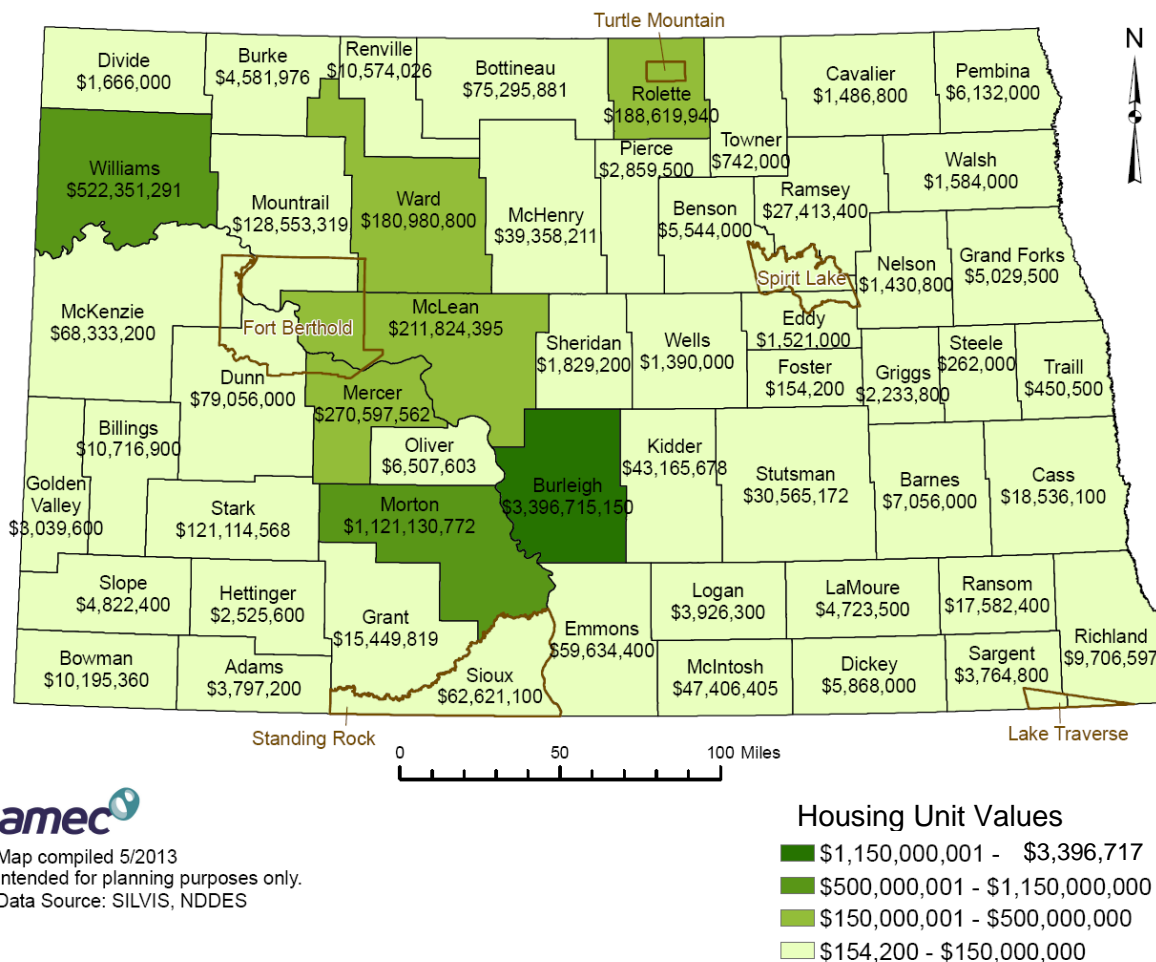 Turtle Mountain
N
Divide
$1,666,000
Burke
$4,581,976
Renville
$10,574,026
Bottineau
$75,295,881
Rolette
$188,619,940
Towner
$742,000
Cavalier
$1,486,800
Pembina
$6,132,000
Williams
$522,351,291
Mountrail
$128,553,319
Ward
$180,980,800
McHenry
$39,358,211
Pierce
$2,859,500
Benson
$5,544,000
Ramsey
$27,413,400
Walsh
$1,584,000
Nelson
$1,430,800
Grand Forks
$5,029,500
Spirit Lake
McKenzie
$68,333,200
Fort Berthold
McLean
$211,824,395
Sheridan
$1,829,200
Wells
$1,390,000
Eddy
$1,521,000
Foster
$154,200
Griggs
$2,233,800
Steele
$262,000
Traill
$450,500
Dunn
$79,056,000
Mercer
$270,597,562
Billings
$10,716,900
Golden
Valley
$3,039,600
Stark
$121,114,568
Oliver
$6,507,603
Morton
$1,121,130,772
Burleigh
$3,396,715,150
Kidder
$43,165,678
Stutsman
$30,565,172
Barnes
$7,056,000
Cass
$18,536,100
Slope
$4,822,400
Hettinger
$2,525,600
Grant
$15,449,819
Emmons
$59,634,400
Logan
$3,926,300
LaMoure
$4,723,500
Ransom
$17,582,400
Richland
$9,706,597
Bowman
$10,195,360
Adams
$3,797,200
Sioux
$62,621,100
McIntosh
$47,406,405
Dickey
$5,868,000
Sargent
$3,764,800
Standing Rock
Lake Traverse
0 50 100 Miles
amec
Map compiled 5/2013
intended for planning purposes only.
Data Source: SILVIS, NDDES
Housing Unit Values
$1,150,000,001 - $3,396,717
$500,000,001 - $1,150,000,000
$150,000,001 - $500,000,000
$154,200 - $150,000,000